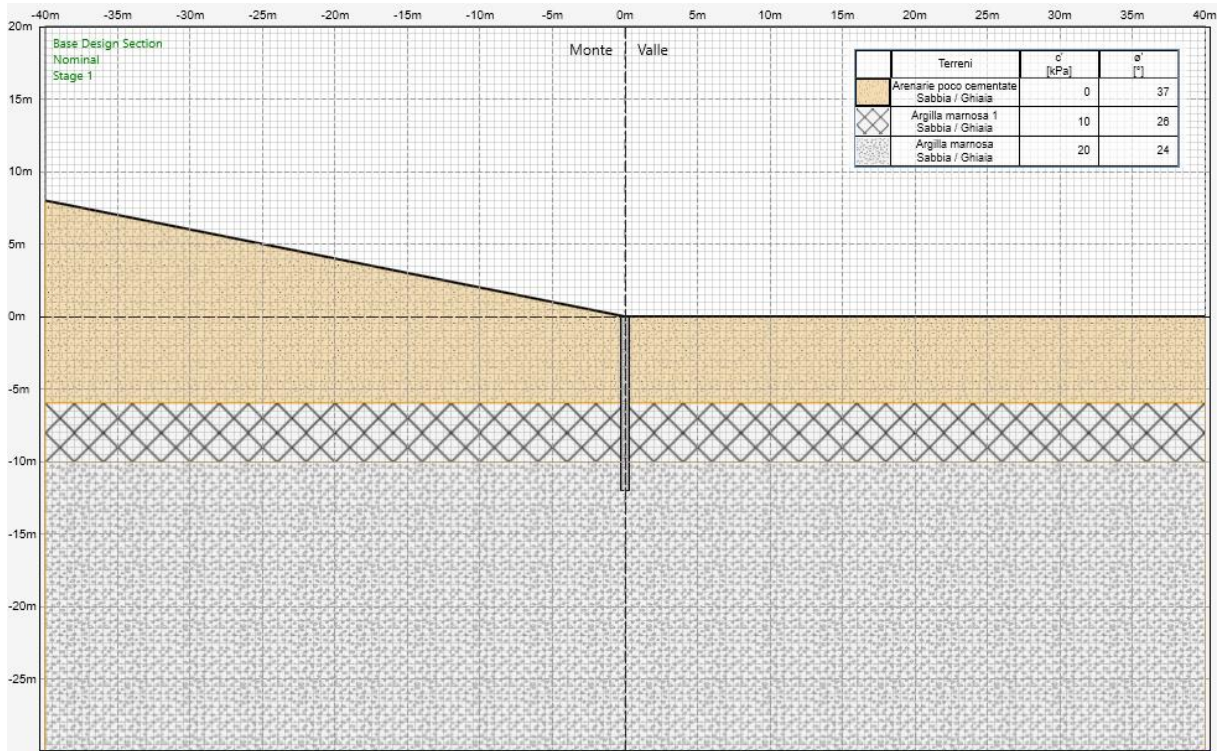 -40m -35m -30m -25m -20m -15m -10m -5m 0m 5m 10m 15m 20m 25m 30m 35m 40m
20m
Base Design Section
Nominal
Stage 1
Monte Valle
Terreni c' [kPa] ø' [°]
Arenarie poco cementate
Sabbia / Ghiaia 0 37
Argilla marnosa 1
Sabbia / Ghiaia 10 26
Argilla marnosa
Sabbia / Ghiaia 20 24
15m
10m
5m
0m
-5m
-10m
-15m
-20m
-25m